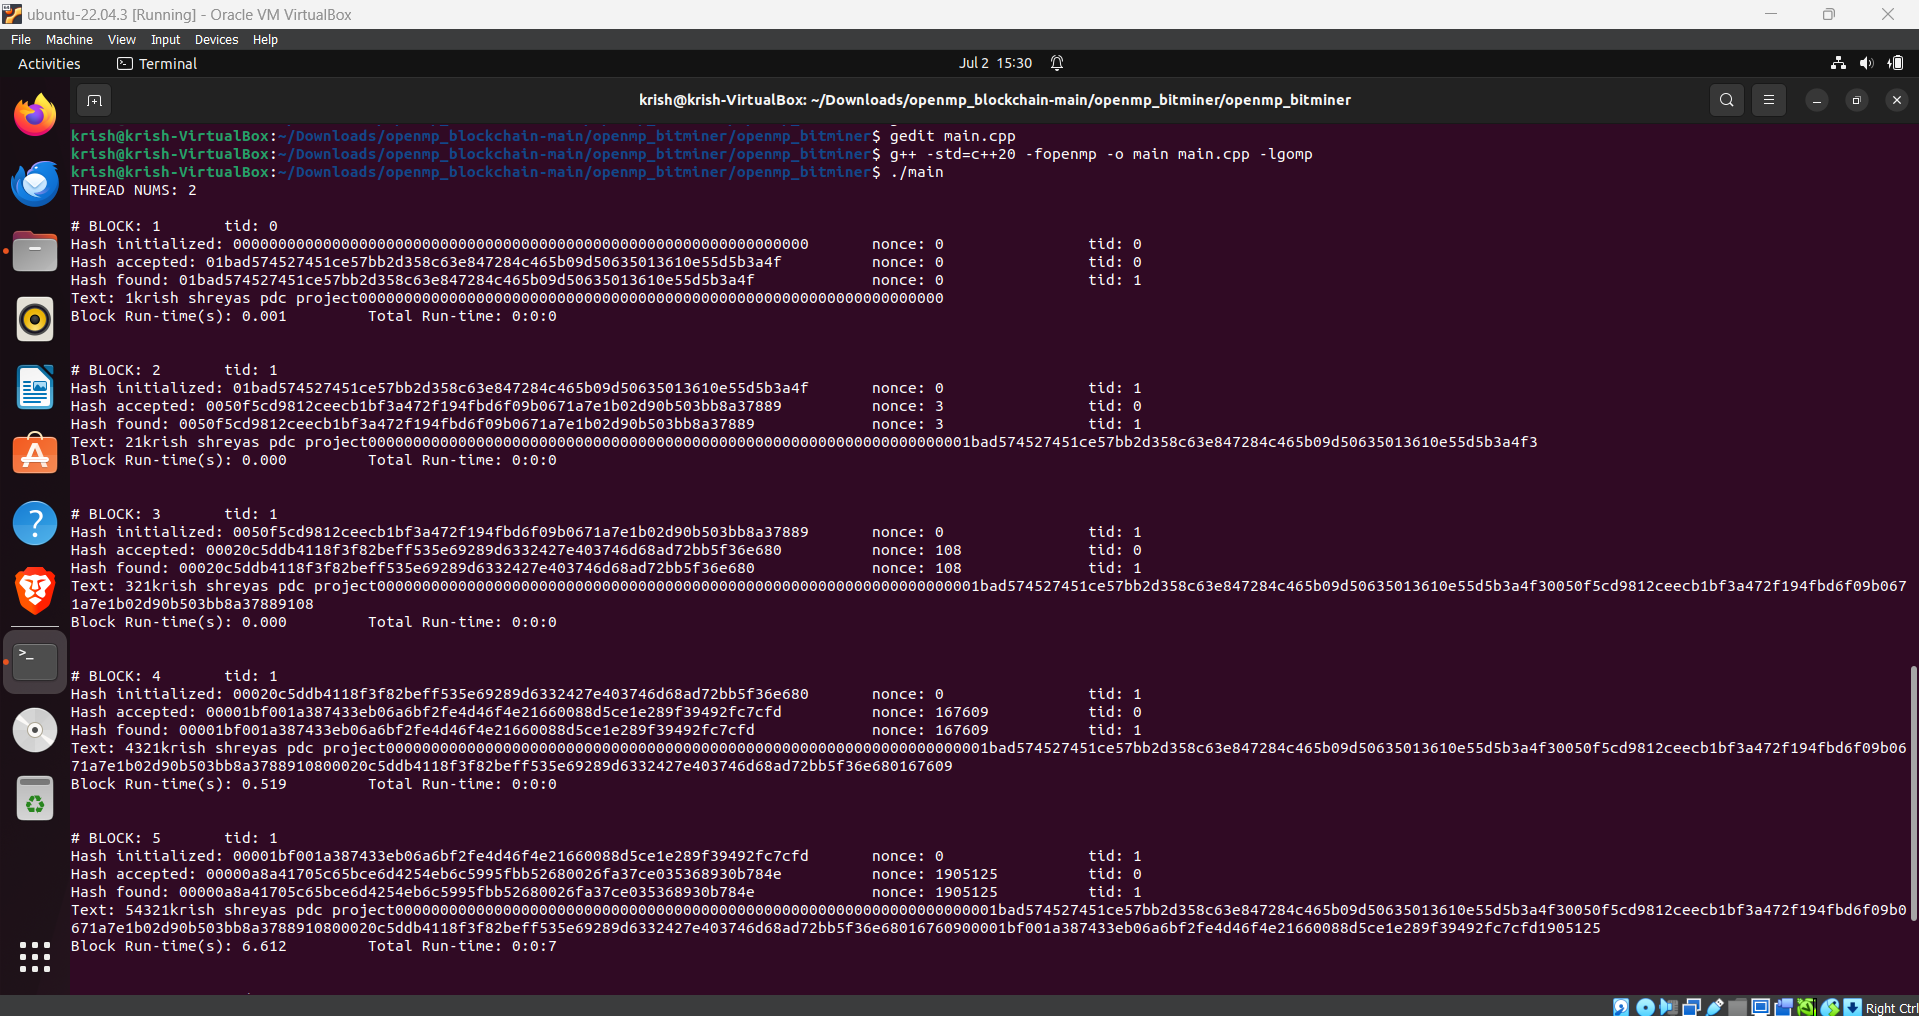 ubuntu-22.04.3 [Running] - Oracle VM VirtualBox
File Machine View Input Devices Help
Activities Terminal Jul 2 15:30
krish@krish-VirtualBox: ~/Downloads/openmp_blockchain-main/openmp_bitminer/openmp_bitminer
krish@krish-VirtualBox:~/Downloads/openmp_blockchain-main/openmp_bitminer/openmp_bitminer$ gedit main.cpp
krish@krish-VirtualBox:~/Downloads/openmp_blockchain-main/openmp_bitminer/openmp_bitminer$ g++ -std=c++20 -fopenmp -o main main.cpp -lgomp
krish@krish-VirtualBox:~/Downloads/openmp_blockchain-main/openmp_bitminer/openmp_bitminer$ ./main
THREAD NUMS: 2
# BLOCK: 1 tid: 0
Hash initialized: 0000000000000000000000000000000000000000000000000000000000000000 nonce: 0 tid: 0
Hash accepted: 01bad574527451ce57bb2d358c63e847284c465b09d50635013610e55d5b3a4f nonce: 0 tid: 0
Hash found: 01bad574527451ce57bb2d358c63e847284c465b09d50635013610e55d5b3a4f nonce: 0 tid: 1
Text: 1krish shreyas pdc project00000000000000000000000000000000000000000000000000000000000000000
Block Run-time(s): 0.001 Total Run-time: 0:0:0
# BLOCK: 2 tid: 1
Hash initialized: 01bad574527451ce57bb2d358c63e847284c465b09d50635013610e55d5b3a4f nonce: 0 tid: 1
Hash accepted: 0050f5cd9812ceecb1bf3a472f194fbd6f09b0671a7e1b02d90b503bb8a37889 nonce: 3 tid: 0
Hash found: 0050f5cd9812ceecb1bf3a472f194fbd6f09b0671a7e1b02d90b503bb8a37889 nonce: 3 tid: 1
Text: 21krish shreyas pdc project0000000000000000000000000000000000000000000000000000000000000000001bad574527451ce57bb2d358c63e847284c465b09d50635013610e55d5b3a4f3
Block Run-time(s): 0.000 Total Run-time: 0:0:0
# BLOCK: 3 tid: 1
Hash initialized: 0050f5cd9812ceecb1bf3a472f194fbd6f09b0671a7e1b02d90b503bb8a37889 nonce: 0 tid: 1
Hash accepted: 00020c5ddb4118f3f82beff535e69289d6332427e403746d68ad72bb5f36e680 nonce: 108 tid: 0
Hash found: 00020c5ddb4118f3f82beff535e69289d6332427e403746d68ad72bb5f36e680 nonce: 108 tid: 1
Text: 321krish shreyas pdc project0000000000000000000000000000000000000000000000000000000000000000001bad574527451ce57bb2d358c63e847284c465b09d50635013610e55d5b3a4f30050f5cd9812ceecb1bf3a472f194fbd6f09b067
1a7e1b02d90b503bb8a37889108
Block Run-time(s): 0.000 Total Run-time: 0:0:0
# BLOCK: 4 tid: 1
Hash initialized: 00020c5ddb4118f3f82beff535e69289d6332427e403746d68ad72bb5f36e680 nonce: 0 tid: 1
Hash accepted: 00001bf001a387433eb06a6bf2fe4d46f4e21660088d5ce1e289f39492fc7cfd nonce: 167609 tid: 0
Hash found: 00001bf001a387433eb06a6bf2fe4d46f4e21660088d5ce1e289f39492fc7cfd nonce: 167609 tid: 1
Text: 4321krish shreyas pdc project0000000000000000000000000000000000000000000000000000000000000000001bad574527451ce57bb2d358c63e847284c465b09d50635013610e55d5b3a4f30050f5cd9812ceecb1bf3a472f194fbd6f09b06
71a7e1b02d90b503bb8a3788910800020c5ddb4118f3f82beff535e69289d6332427e403746d68ad72bb5f36e680167609
Block Run-time(s): 0.519 Total Run-time: 0:0:0
# BLOCK: 5 tid: 1
Hash initialized: 00001bf001a387433eb06a6bf2fe4d46f4e21660088d5ce1e289f39492fc7cfd nonce: 0 tid: 1
Hash accepted: 00000a8a41705c65bce6d4254eb6c5995fbb52680026fa37ce035368930b784e nonce: 1905125 tid: 0
Hash found: 00000a8a41705c65bce6d4254eb6c5995fbb52680026fa37ce035368930b784e nonce: 1905125 tid: 1
Text: 54321krish shreyas pdc project0000000000000000000000000000000000000000000000000000000000000000001bad574527451ce57bb2d358c63e847284c465b09d50635013610e55d5b3a4f30050f5cd9812ceecb1bf3a472f194fbd6f09b0
671a7e1b02d90b503bb8a3788910800020c5ddb4118f3f82beff535e69289d6332427e403746d68ad72bb5f36e68016760900001bf001a387433eb06a6bf2fe4d46f4e21660088d5ce1e289f39492fc7cfd1905125
Block Run-time(s): 6.612 Total Run-time: 0:0:7
Right Ctrl